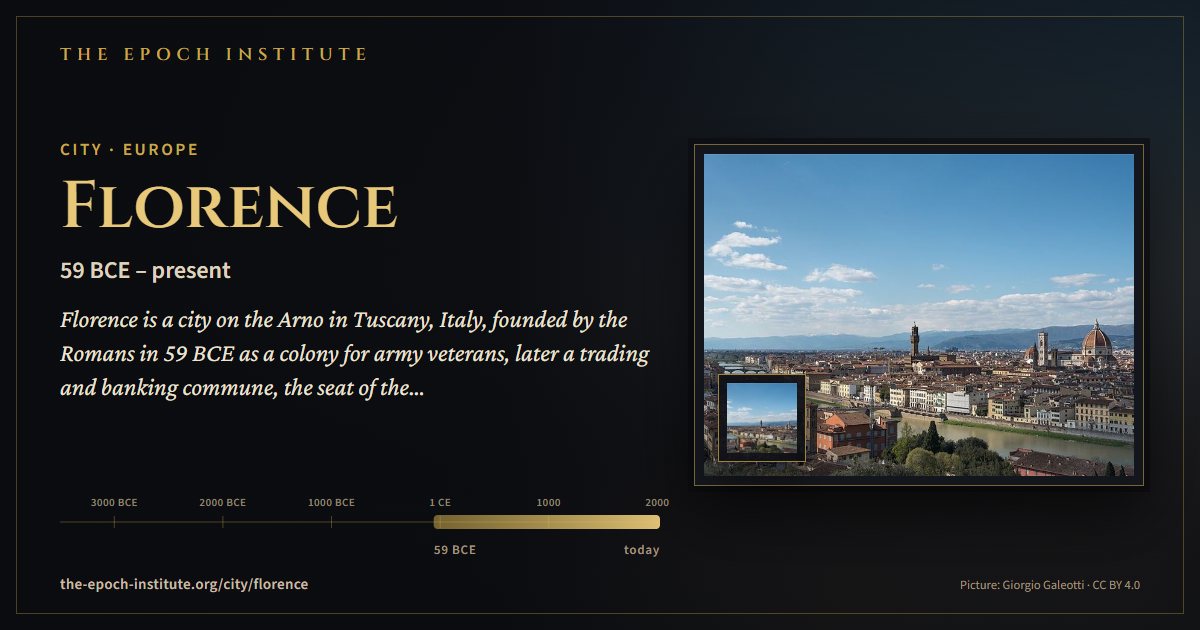 THE EPOCH INSTITUTE
CITY · EUROPE
FLORENCE
59 BCE – present
Florence is a city on the Arno in Tuscany, Italy, founded by the
Romans in 59 BCE as a colony for army veterans, later a trading
and banking commune, the seat of the...
3000 BCE 2000 BCE 1000 BCE 1 CE 1000 2000
59 BCE today
the-epoch-institute.org/city/florence
Picture: Giorgio Galeotti · CC BY 4.0